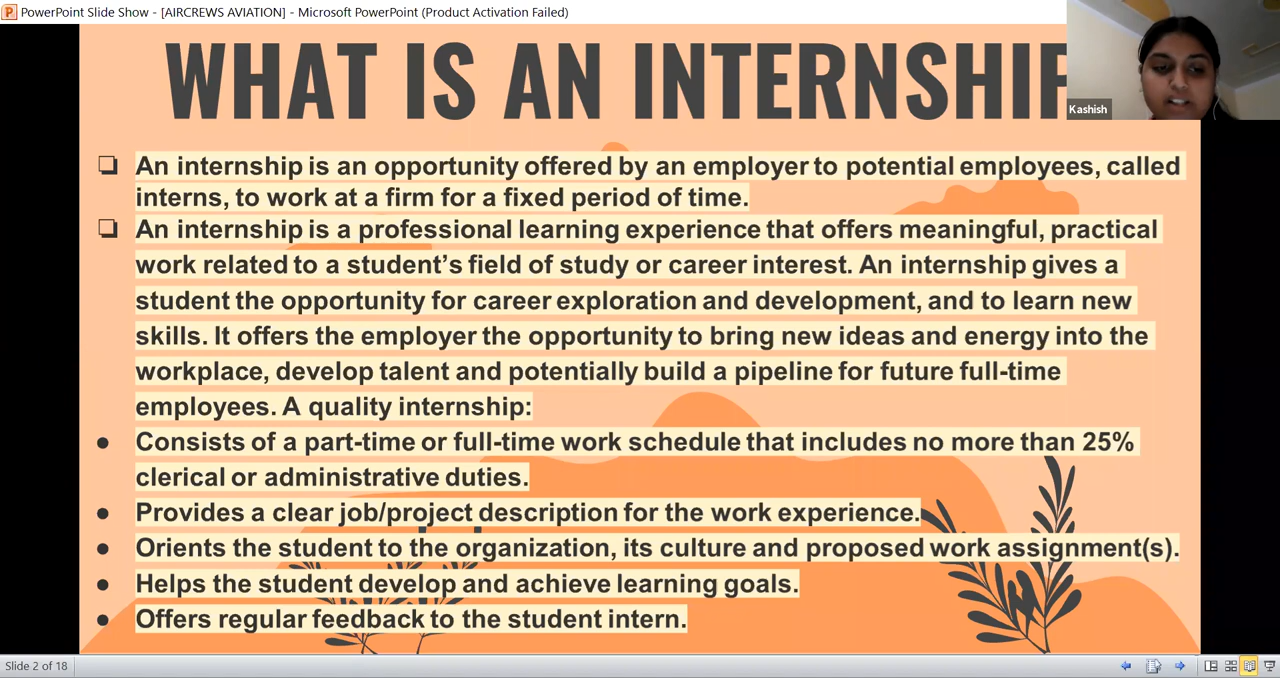 PowerPoint Slide Show - [AIRCREWS AVIATION] - Microsoft PowerPoint (Product Activation Failed)
WHAT IS AN INTERNSHIP
Kashish
An internship is an opportunity offered by an employer to potential employees, called
interns, to work at a firm for a fixed period of time.
An internship is a professional learning experience that offers meaningful, practical
work related to a student’s field of study or career interest. An internship gives a
student the opportunity for career exploration and development, and to learn new
skills. It offers the employer the opportunity to bring new ideas and energy into the
workplace, develop talent and potentially build a pipeline for future full-time
employees. A quality internship:
Consists of a part-time or full-time work schedule that includes no more than 25%
clerical or administrative duties.
Provides a clear job/project description for the work experience.
Orients the student to the organization, its culture and proposed work assignment(s).
Helps the student develop and achieve learning goals.
Offers regular feedback to the student intern.
Slide 2 of 18